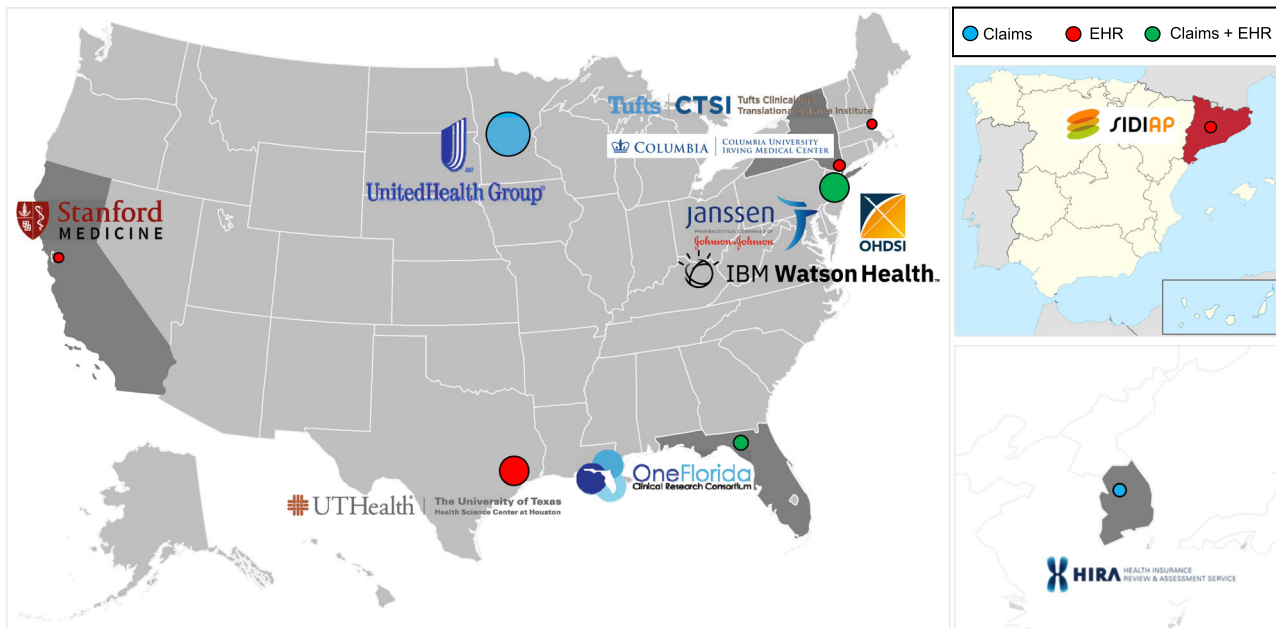 Claims EHR Claims + EHR
Tufts CTSI Tufts Clinical and
Translational Science Institute
COLUMBIA COLUMBIA UNIVERSITY
IRVING MEDICAL CENTER
UnitedHealth Group
Stanford
MEDICINE
janssen
PHARMACEUTICAL COMPANIES OF
Johnson & Johnson
OHDSI
IBM Watson Health™
OneFlorida
Clinical Research Consortium
UTHealth The University of Texas
Health Science Center at Houston
SIDIAP
HIRA HEALTH INSURANCE
REVIEW & ASSESSMENT SERVICE